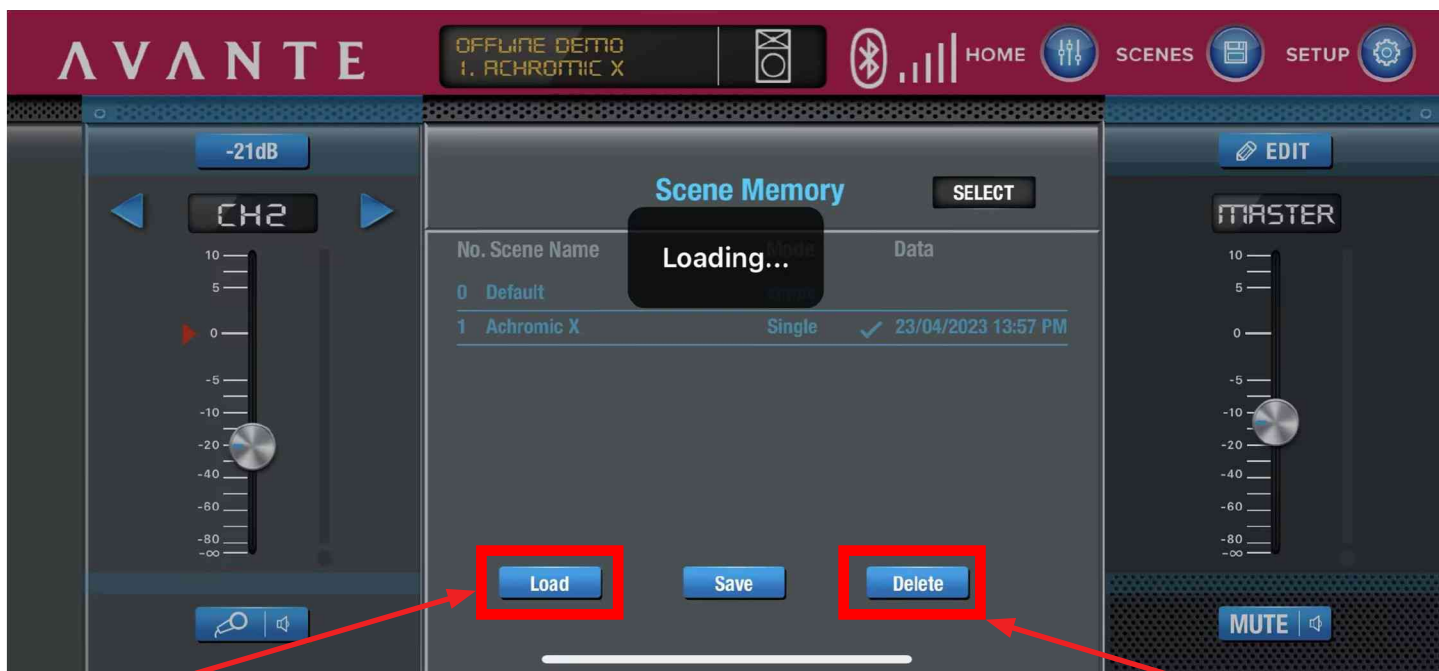 AVANTE
OFFLINE DEMO
1. ACHROMIC X
HOME
SCENES
SETUP
-21dB
CH2
10
5
0
-5
-10
-20
-40
-60
-80
-∞
Scene Memory
SELECT
No. Scene Name Data
Loading...
0 Default
1 Achromic X Single 23/04/2023 13:57 PM
Load
Save
Delete
EDIT
MASTER
10
5
0
-5
-10
-20
-40
-60
-80
-∞
MUTE